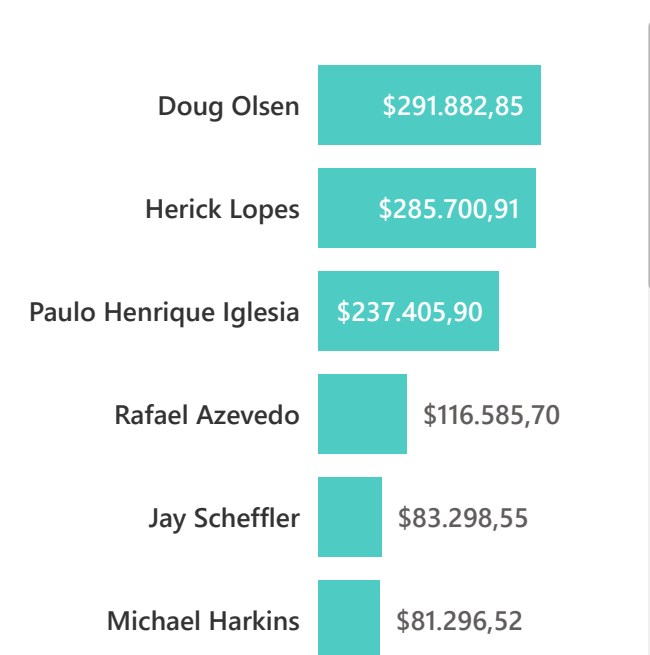 Doug Olsen $291.882,85
Herick Lopes $285.700,91
Paulo Henrique Iglesia $237.405,90
Rafael Azevedo $116.585,70
Jay Scheffler $83.298,55
Michael Harkins $81.296,52